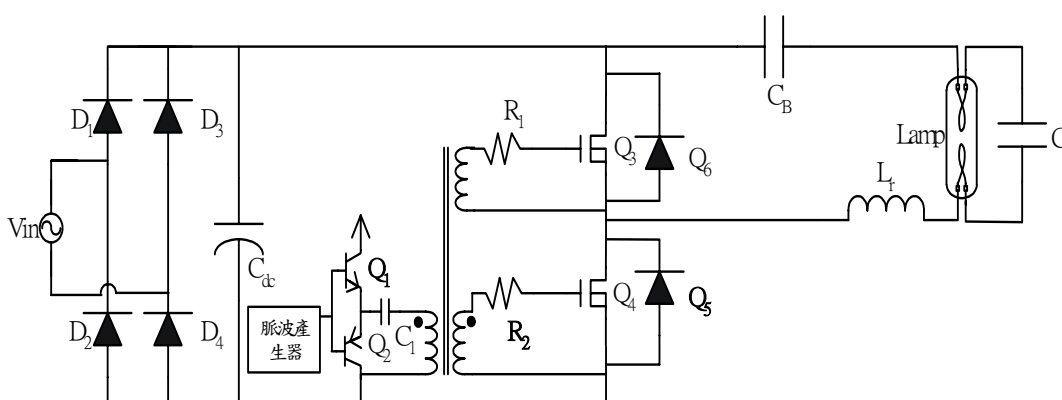 D1
D3
Vin
D2
D4
Cdc
脈波產
生器
Q1
Q2
C1
R1
R2
Q3
Q6
Q4
Q5
CB
Lr
Lamp
C